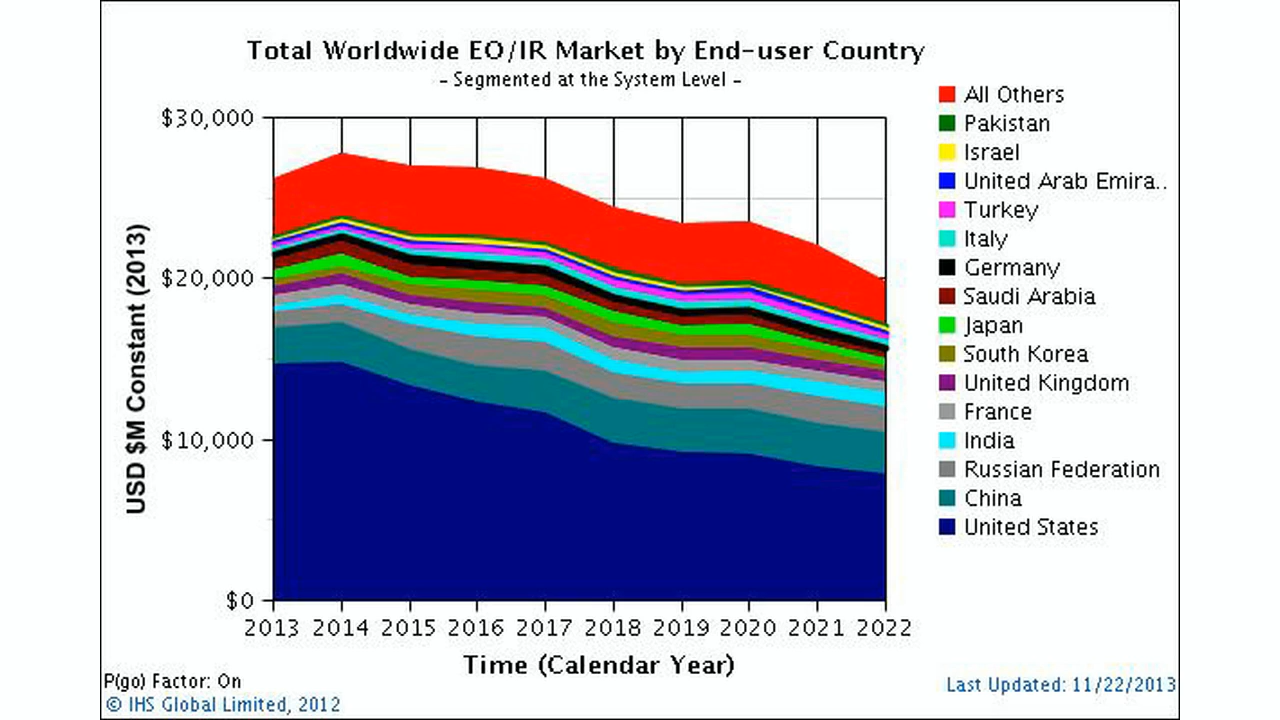 Total Worldwide EO/IR Market by End-user Country
- Segmented at the System Level -
$30,000
$20,000
$10,000
$0
USD $M Constant (2013)
2013 2014 2015 2016 2017 2018 2019 2020 2021 2022
Time (Calendar Year)
All Others
Pakistan
Israel
United Arab Emira..
Turkey
Italy
Germany
Saudi Arabia
Japan
South Korea
United Kingdom
France
India
Russian Federation
China
United States
P(go) Factor: On
© IHS Global Limited, 2012
Last Updated: 11/22/2013